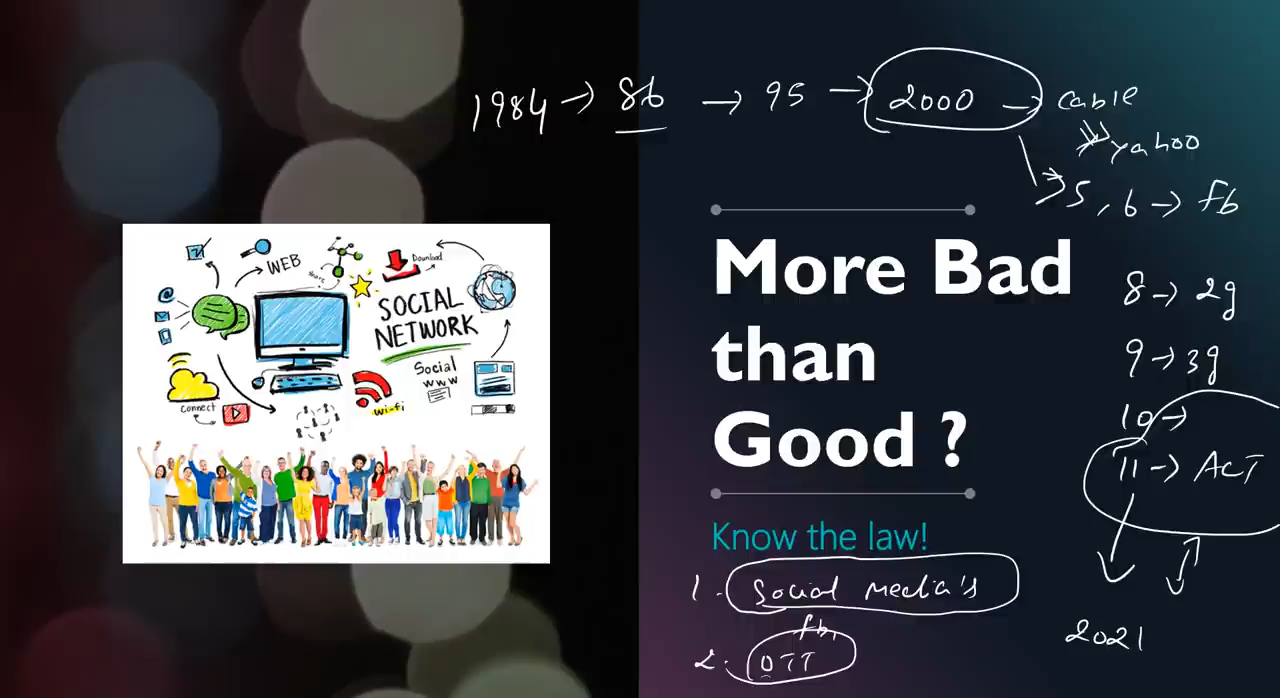 1984 → 86 → 95 → 2000 → cable
yahoo
5, 6 → fb
8 → 2g
9 → 3g
10 →
11 → ACT
2021
WEB
Share
Download
SOCIAL
NETWORK
Social
www
Connect
Wi-Fi
More Bad
than
Good ?
Know the law!
1. Social Media's
fb,
2. OTT